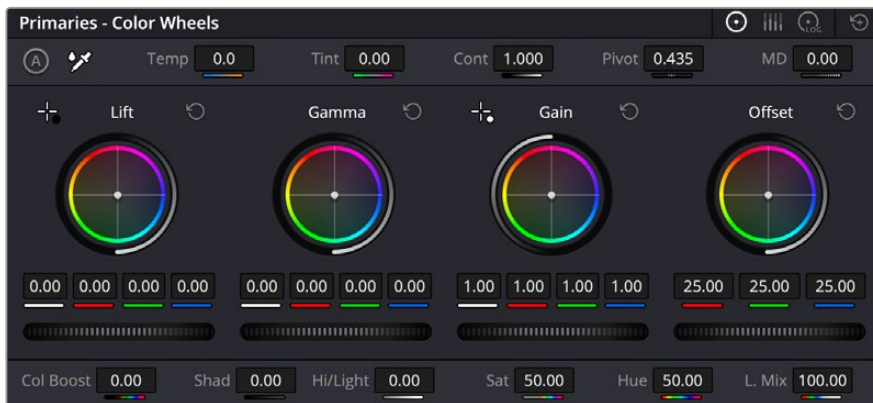 Primaries - Color Wheels
LOG
A Temp 0.0 Tint 0.00 Cont 1.000 Pivot 0.435 MD 0.00
Lift Gamma Gain Offset
0.00 0.00 0.00 0.00 0.00 0.00 0.00 0.00 1.00 1.00 1.00 1.00 25.00 25.00 25.00
Col Boost 0.00 Shad 0.00 Hi/Light 0.00 Sat 50.00 Hue 50.00 L. Mix 100.00